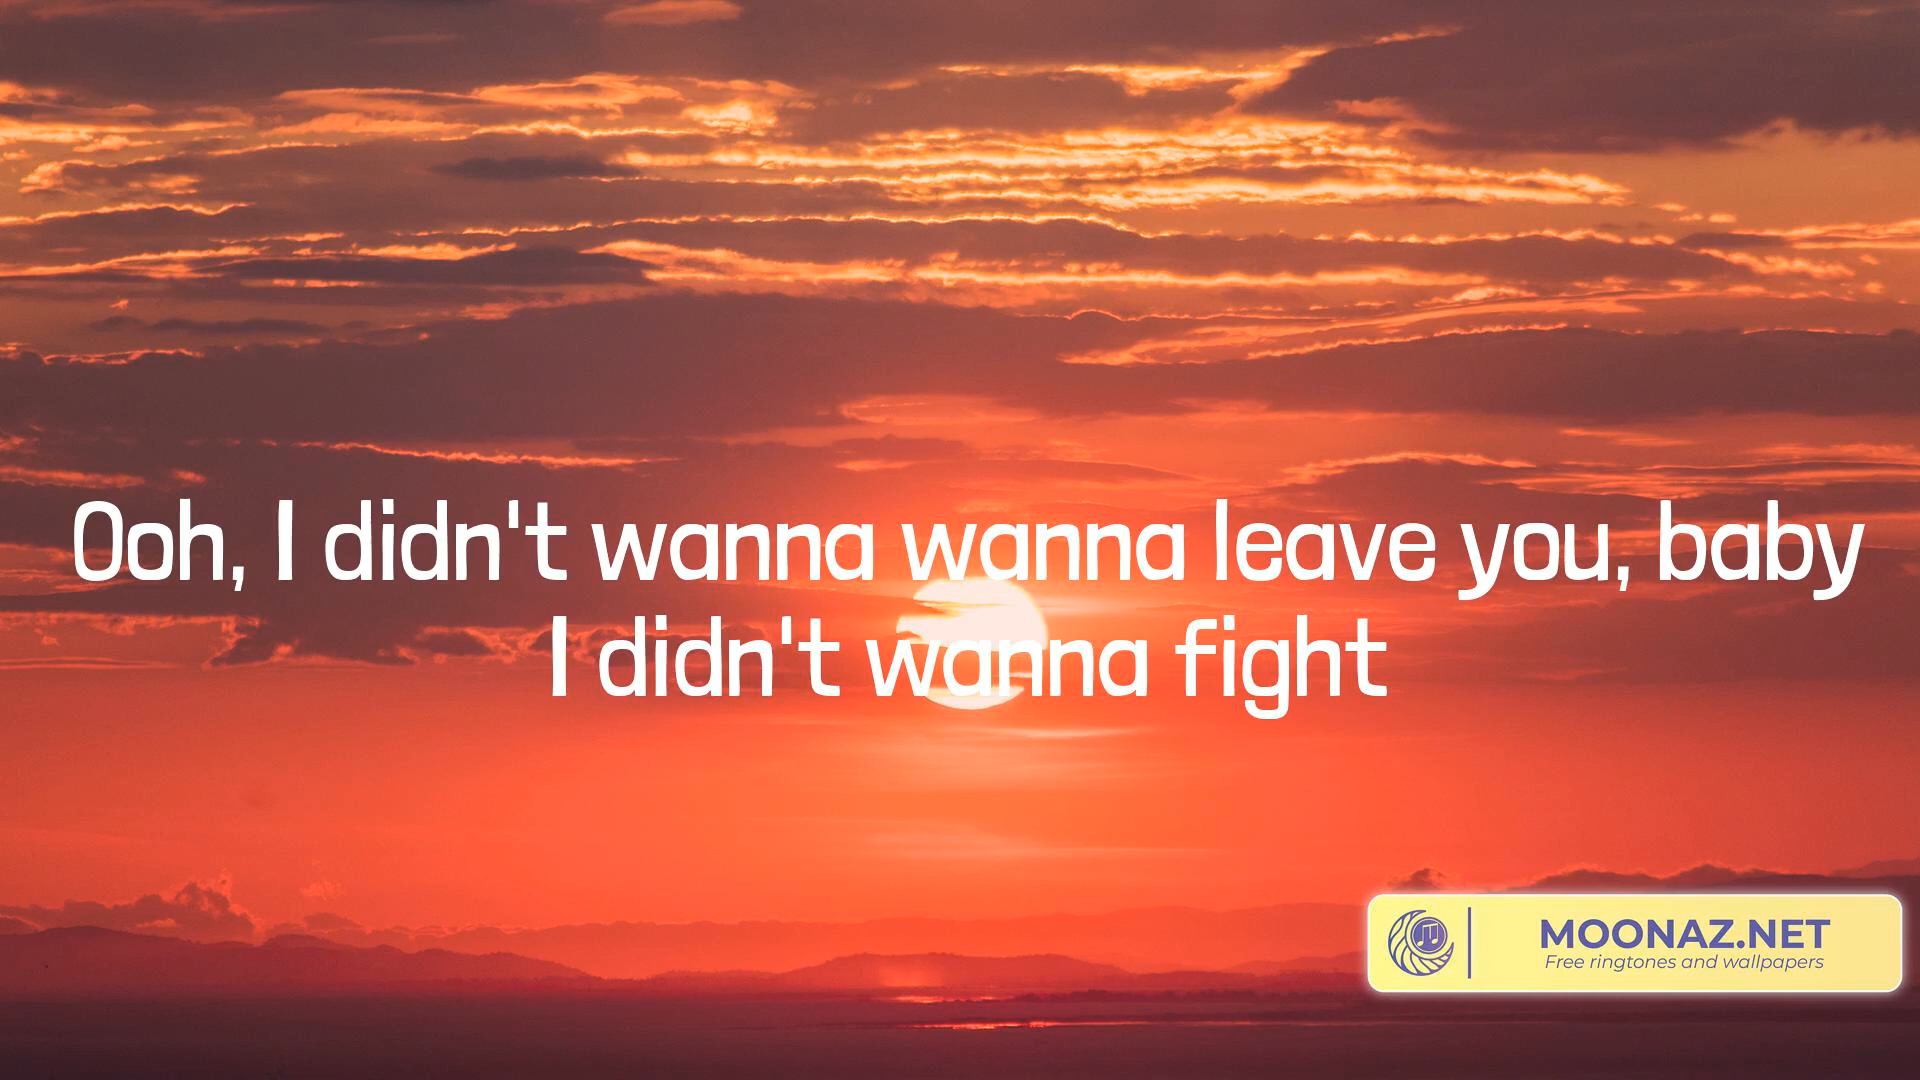 Ooh, I didn't wanna wanna leave you, baby
I didn't wanna fight
MOONAZ.NET
Free ringtones and wallpapers